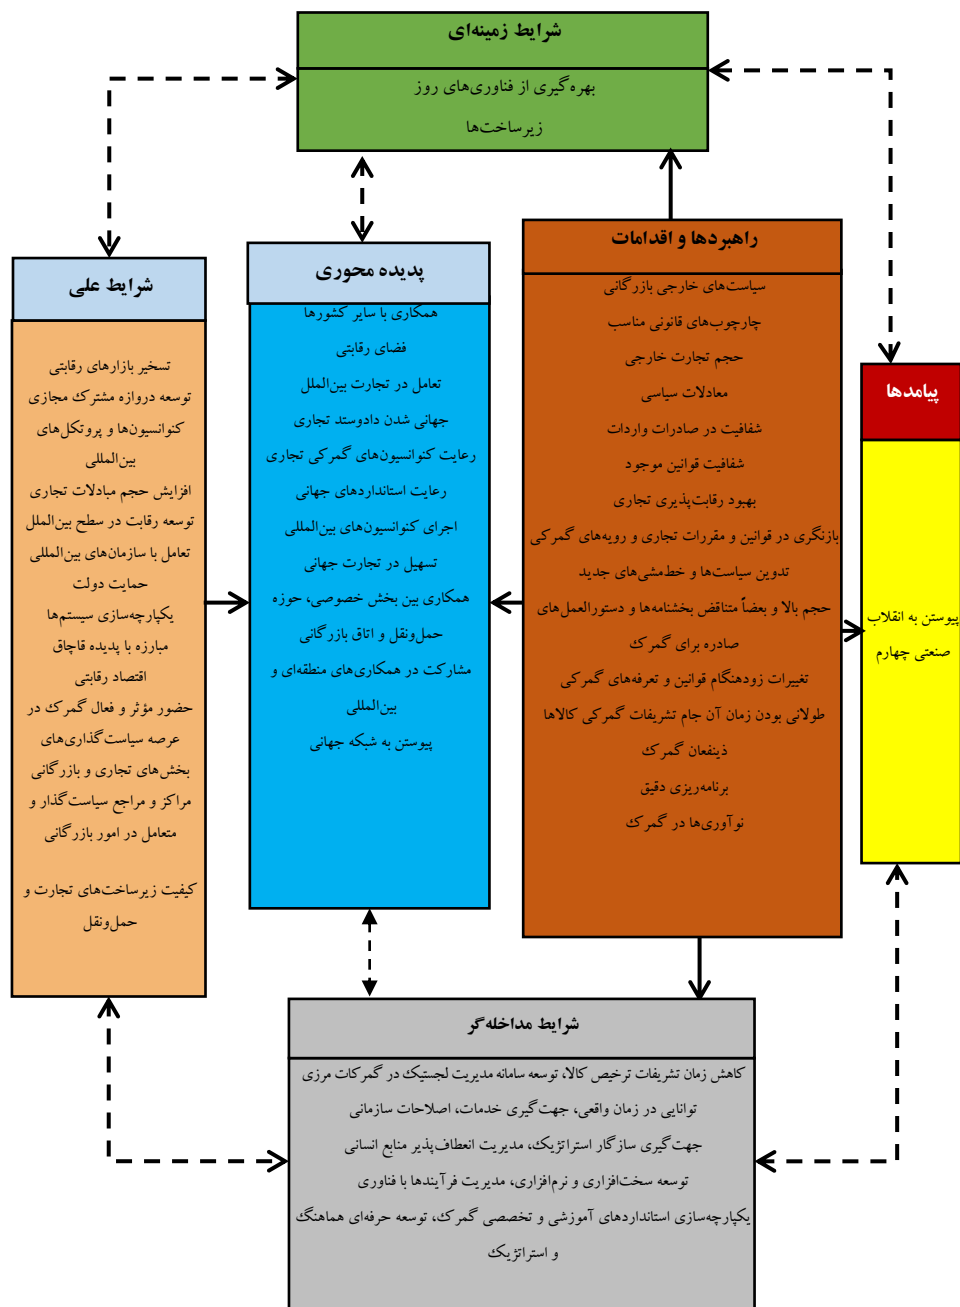 شرایط زمینه‌ای
بهره‌گیری از فناوری‌های روز
زیرساخت‌ها
شرایط علی
تسخیر بازارهای رقابتی
توسعه دروازه مشترک مجازی
کنوانسیون‌ها و پروتکل‌های
بین‌المللی
افزایش حجم مبادلات تجاری
توسعه رقابت در سطح بین‌الملل
تعامل با سازمان‌های بین‌المللی
حمایت دولت
یکپارچه‌سازی سیستم‌ها
مبارزه با پدیده قاچاق
اقتصاد رقابتی
حضور مؤثر و فعال گمرک در
عرصه سیاست‌گذاری‌های
بخش‌های تجاری و بازرگانی
مراکز و مراجع سیاست‌گذار و
متعامل در امور بازرگانی
کیفیت زیرساخت‌های تجارت و
حمل‌ونقل
پدیده محوری
همکاری با سایر کشورها
فضای رقابتی
تعامل در تجارت بین‌الملل
جهانی شدن دادوستد تجاری
رعایت کنوانسیون‌های گمرکی تجاری
رعایت استانداردهای جهانی
اجرای کنوانسیون‌های بین‌المللی
تسهیل در تجارت جهانی
همکاری بین بخش خصوصی، حوزه
حمل‌ونقل و اتاق بازرگانی
مشارکت در همکاری‌های منطقه‌ای و
بین‌المللی
پیوستن به شبکه جهانی
راهبردها و اقدامات
سیاست‌های خارجی بازرگانی
چارچوب‌های قانونی مناسب
حجم تجارت خارجی
معادلات سیاسی
شفافیت در صادرات واردات
شفافیت قوانین موجود
بهبود رقابت‌پذیری تجاری
بازنگری در قوانین و مقررات تجاری و رویه‌های گمرکی
تدوین سیاست‌ها و خط‌مشی‌های جدید
حجم بالا و بعضاً متناقض بخشنامه‌ها و دستورالعمل‌های
صادره برای گمرک
تغییرات زودهنگام قوانین و تعرفه‌های گمرکی
طولانی بودن زمان آن جام تشریفات گمرکی کالاها
ذینفعان گمرک
برنامه‌ریزی دقیق
نوآوری‌ها در گمرک
پیامدها
پیوستن به انقلاب
صنعتی چهارم
شرایط مداخله‌گر
کاهش زمان تشریفات ترخیص کالا، توسعه سامانه مدیریت لجستیک در گمرکات مرزی
توانایی در زمان واقعی، جهت‌گیری خدمات، اصلاحات سازمانی
جهت‌گیری سازگار استراتژیک، مدیریت انعطاف‌پذیر منابع انسانی
توسعه سخت‌افزاری و نرم‌افزاری، مدیریت فرآیندها با فناوری
یکپارچه‌سازی استانداردهای آموزشی و تخصصی گمرک، توسعه حرفه‌ای هماهنگ
و استراتژیک